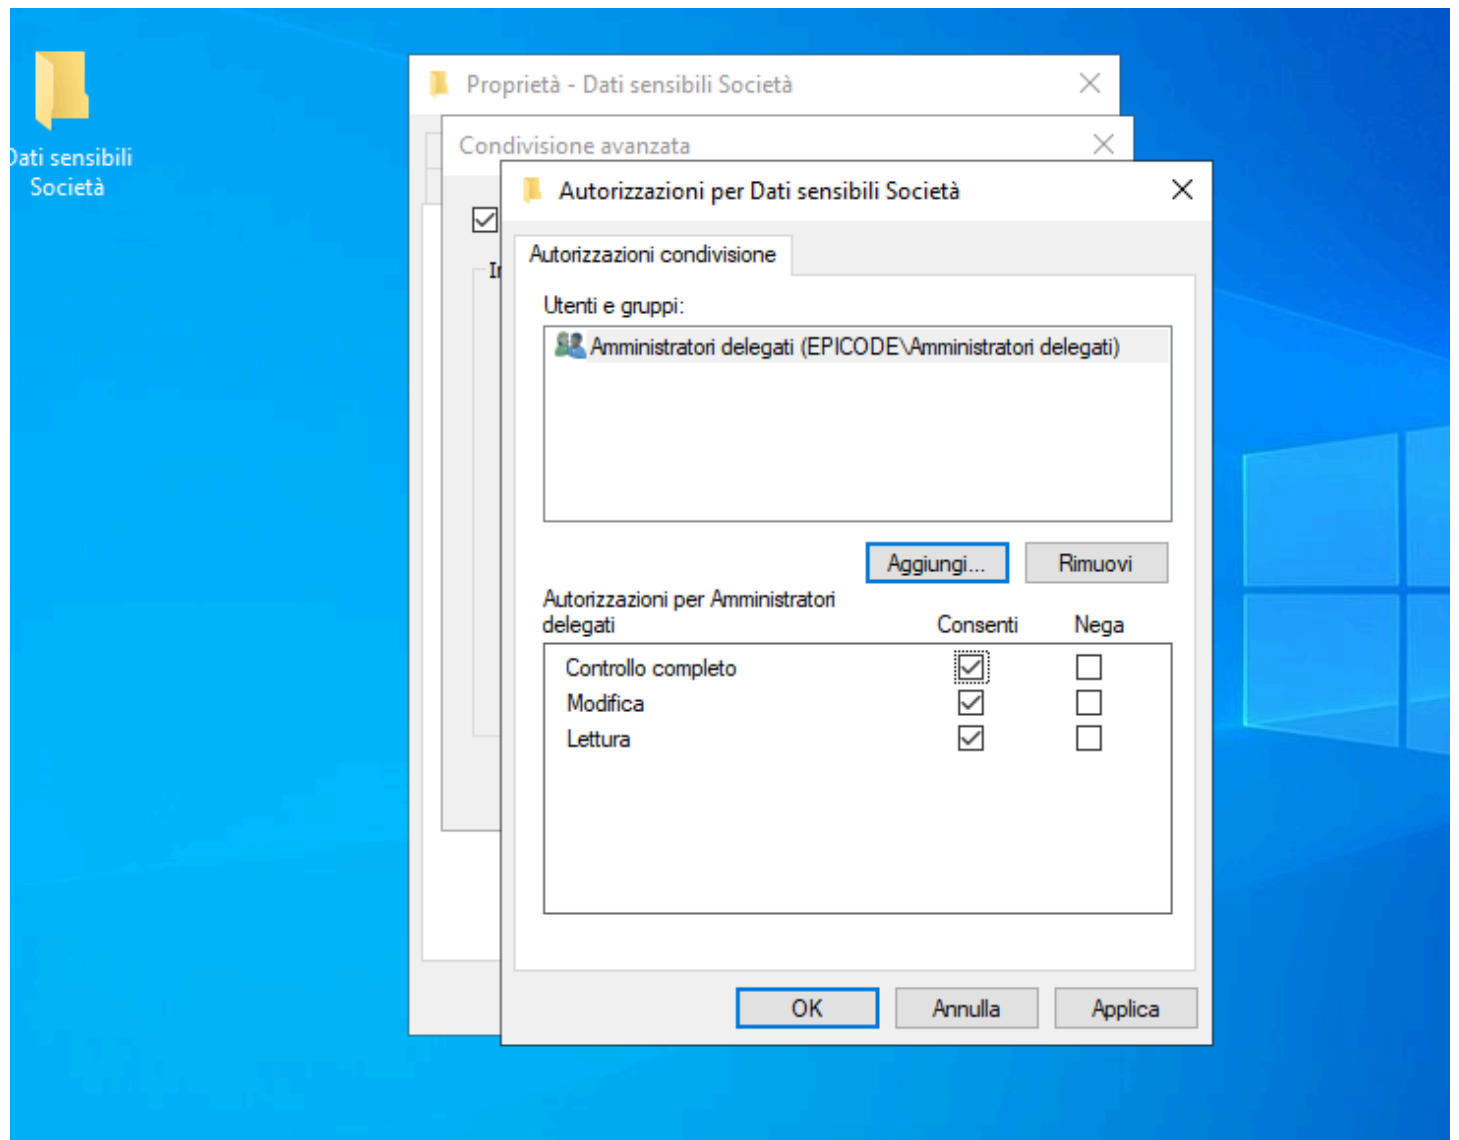 Dati sensibili
Società
Proprietà - Dati sensibili Società
Condivisione avanzata
Autorizzazioni per Dati sensibili Società
Autorizzazioni condivisione
Utenti e gruppi:
Amministratori delegati (EPICODE\Amministratori delegati)
Aggiungi... Rimuovi
Autorizzazioni per Amministratori
delegati Consenti Nega
Controllo completo
Modifica
Lettura
OK Annulla Applica